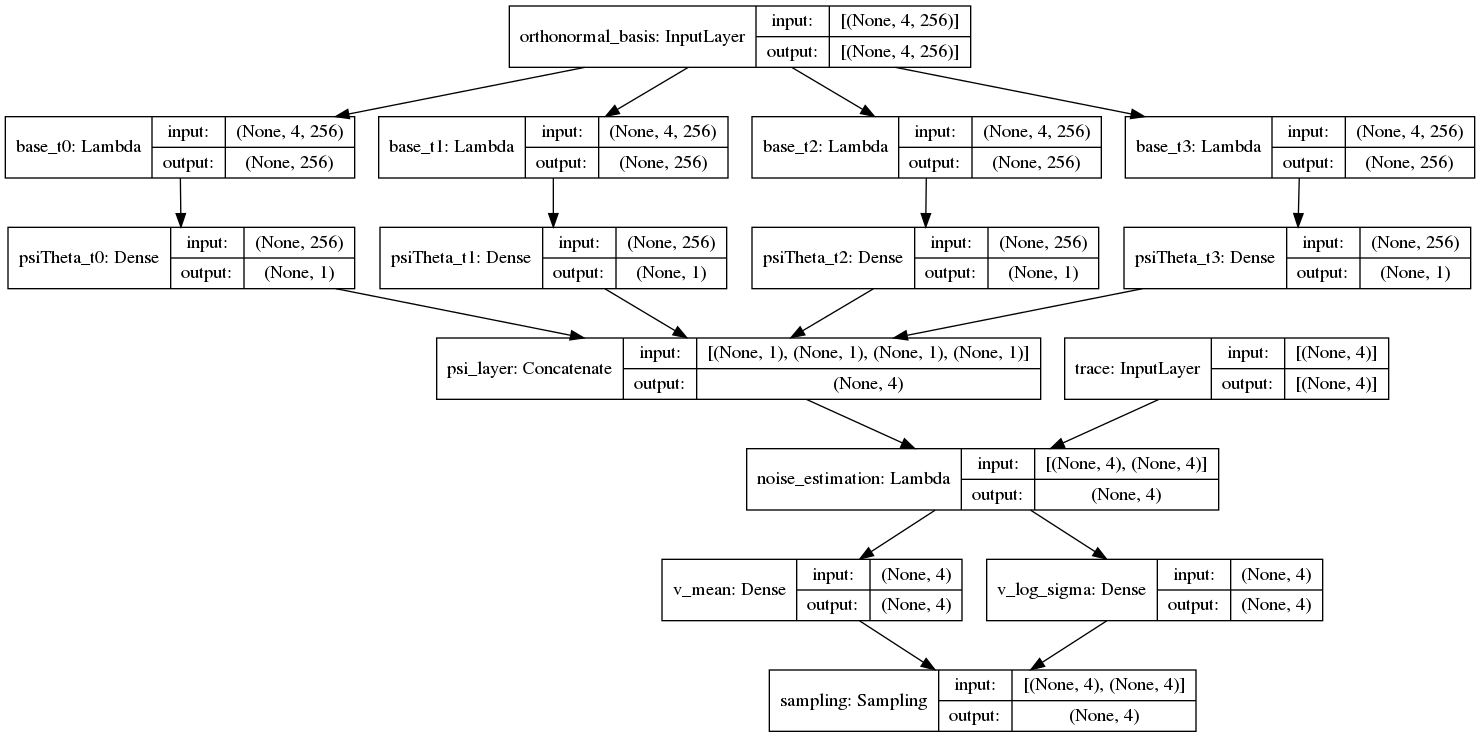 orthonormal_basis: InputLayer
input:
[(None, 4, 256)]
output:
[(None, 4, 256)]
base_t0: Lambda
input:
(None, 4, 256)
output:
(None, 256)
base_t1: Lambda
input:
(None, 4, 256)
output:
(None, 256)
base_t2: Lambda
input:
(None, 4, 256)
output:
(None, 256)
base_t3: Lambda
input:
(None, 4, 256)
output:
(None, 256)
psiTheta_t0: Dense
input:
(None, 256)
output:
(None, 1)
psiTheta_t1: Dense
input:
(None, 256)
output:
(None, 1)
psiTheta_t2: Dense
input:
(None, 256)
output:
(None, 1)
psiTheta_t3: Dense
input:
(None, 256)
output:
(None, 1)
psi_layer: Concatenate
input:
[(None, 1), (None, 1), (None, 1), (None, 1)]
output:
(None, 4)
trace: InputLayer
input:
[(None, 4)]
output:
[(None, 4)]
noise_estimation: Lambda
input:
[(None, 4), (None, 4)]
output:
(None, 4)
v_mean: Dense
input:
(None, 4)
output:
(None, 4)
v_log_sigma: Dense
input:
(None, 4)
output:
(None, 4)
sampling: Sampling
input:
[(None, 4), (None, 4)]
output:
(None, 4)